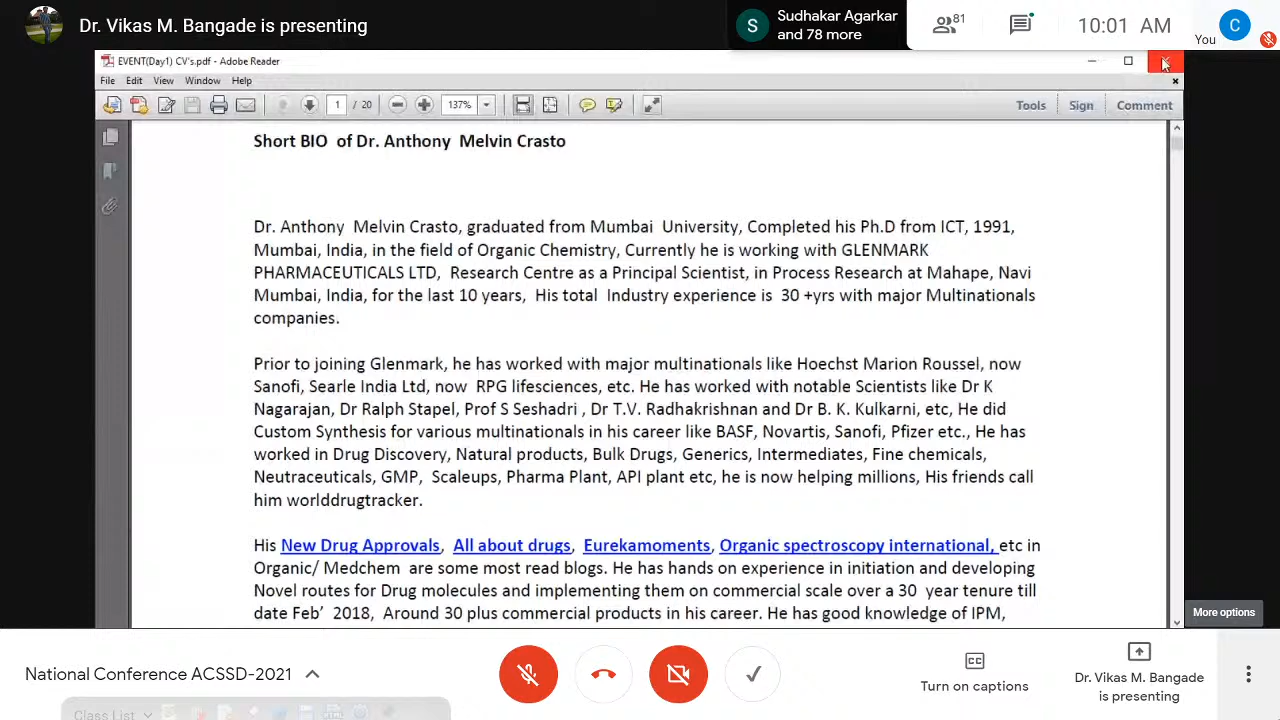 Dr. Vikas M. Bangade is presenting
S
Sudhakar Agarkar
and 78 more
81
10:01 AM
You
C
EVENT(Day1) CV's.pdf - Adobe Reader
File Edit View Window Help
1 / 20
137%
Tools Sign Comment
Short BIO of Dr. Anthony Melvin Crasto
Dr. Anthony Melvin Crasto, graduated from Mumbai University, Completed his Ph.D from ICT, 1991,
Mumbai, India, in the field of Organic Chemistry, Currently he is working with GLENMARK
PHARMACEUTICALS LTD, Research Centre as a Principal Scientist, in Process Research at Mahape, Navi
Mumbai, India, for the last 10 years, His total Industry experience is 30 +yrs with major Multinationals
companies.
Prior to joining Glenmark, he has worked with major multinationals like Hoechst Marion Roussel, now
Sanofi, Searle India Ltd, now RPG lifesciences, etc. He has worked with notable Scientists like Dr K
Nagarajan, Dr Ralph Stapel, Prof S Seshadri , Dr T.V. Radhakrishnan and Dr B. K. Kulkarni, etc, He did
Custom Synthesis for various multinationals in his career like BASF, Novartis, Sanofi, Pfizer etc., He has
worked in Drug Discovery, Natural products, Bulk Drugs, Generics, Intermediates, Fine chemicals,
Neutraceuticals, GMP, Scaleups, Pharma Plant, API plant etc, he is now helping millions, His friends call
him worlddrugtracker.
His New Drug Approvals, All about drugs, Eurekamoments, Organic spectroscopy international, etc in
Organic/ Medchem are some most read blogs. He has hands on experience in initiation and developing
Novel routes for Drug molecules and implementing them on commercial scale over a 30 year tenure till
date Feb' 2018, Around 30 plus commercial products in his career. He has good knowledge of IPM,
More options
National Conference ACSSD-2021
Turn on captions
Dr. Vikas M. Bangade
is presenting
Class List